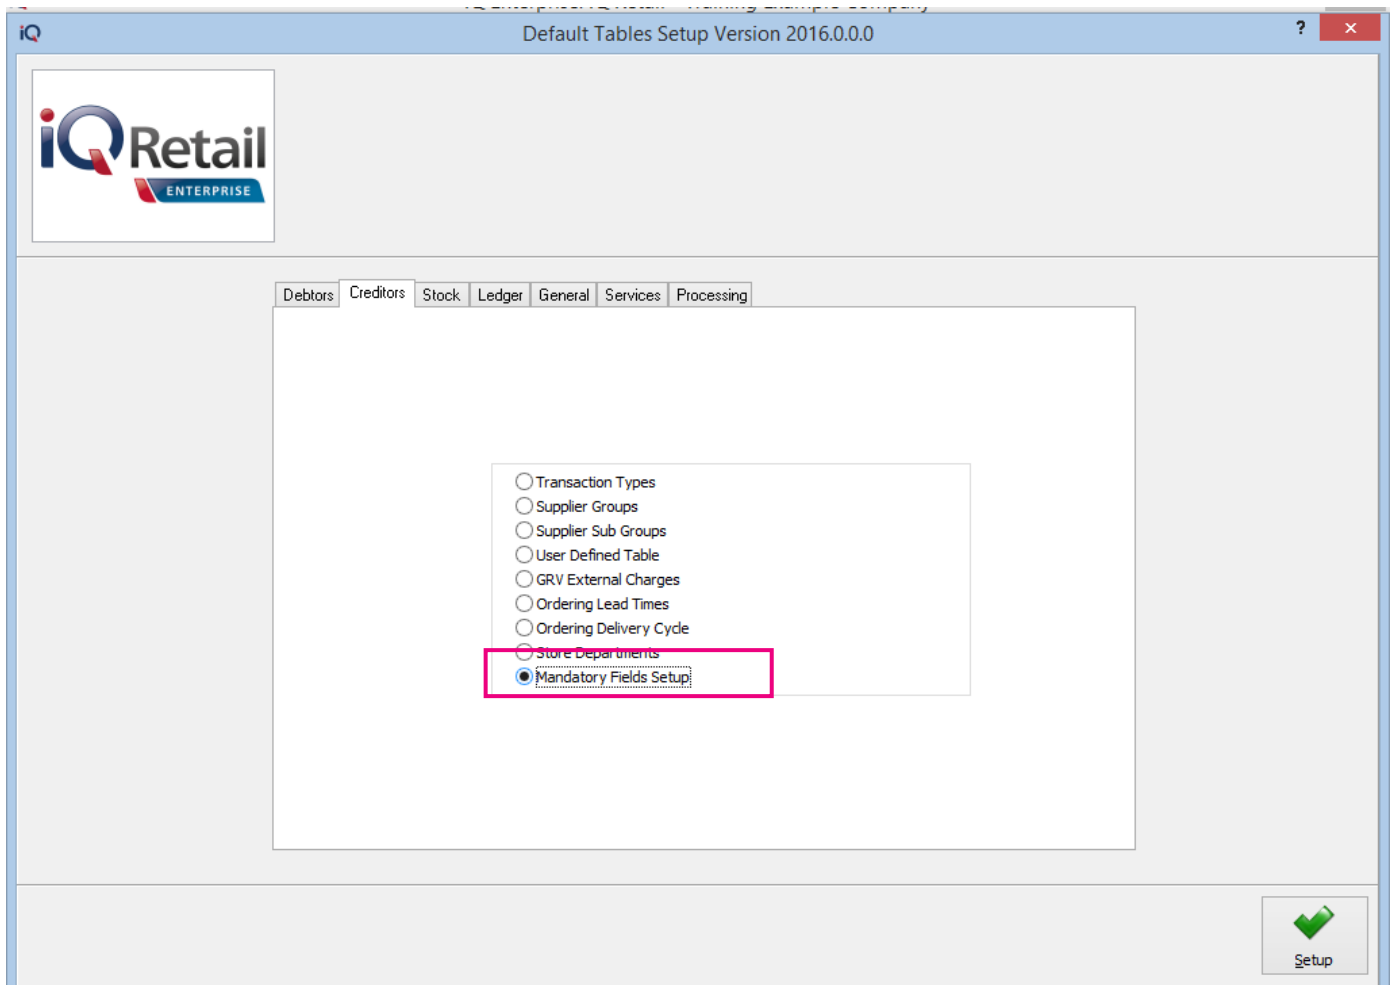 iQ
Default Tables Setup Version 2016.0.0.0
?
iQ Retail
ENTERPRISE
Debtors Creditors Stock Ledger General Services Processing
Transaction Types
Supplier Groups
Supplier Sub Groups
User Defined Table
GRV External Charges
Ordering Lead Times
Ordering Delivery Cycle
Store Departments
Mandatory Fields Setup
Setup